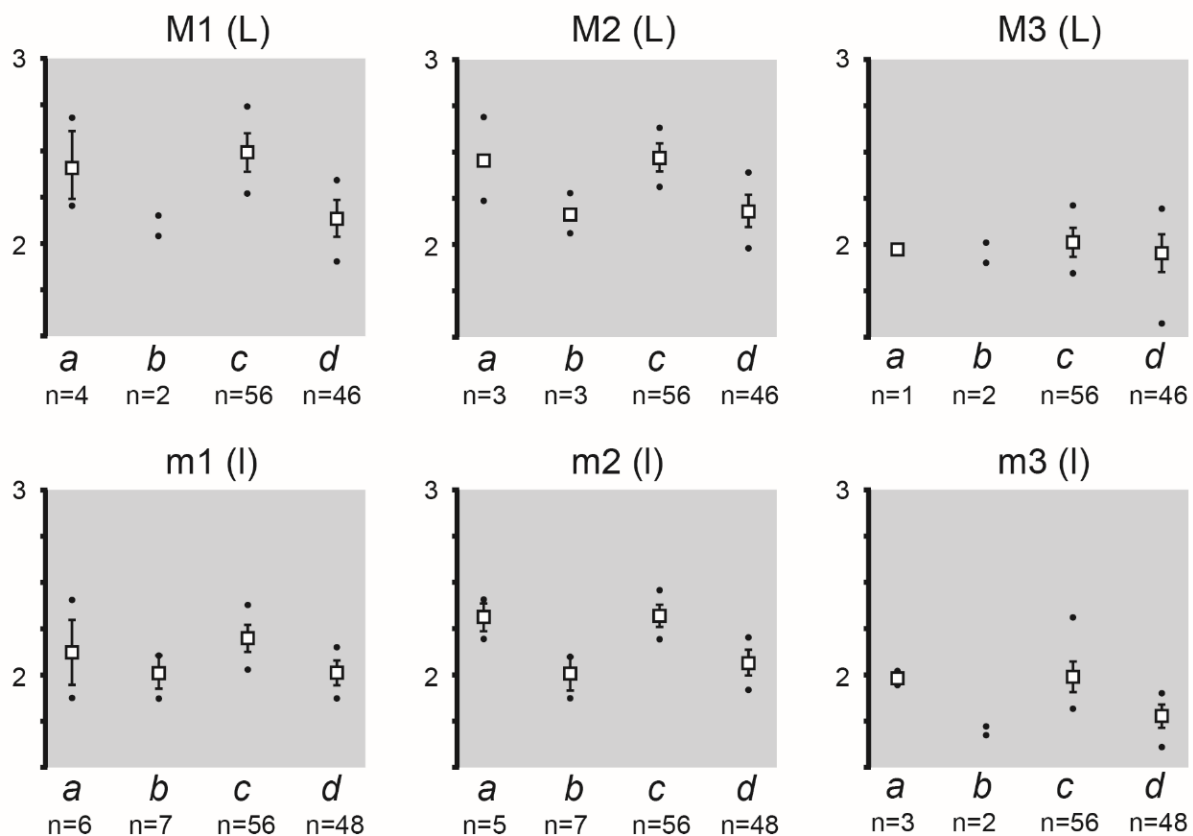 M1 (L) M2 (L) M3 (L)
3 3 3
2 2 2
a b c d a b c d a b c d
n=4 n=2 n=56 n=46 n=3 n=3 n=56 n=46 n=1 n=2 n=56 n=46
m1 (l) m2 (l) m3 (l)
3 3 3
2 2 2
a b c d a b c d a b c d
n=6 n=7 n=56 n=48 n=5 n=7 n=56 n=48 n=3 n=2 n=56 n=48